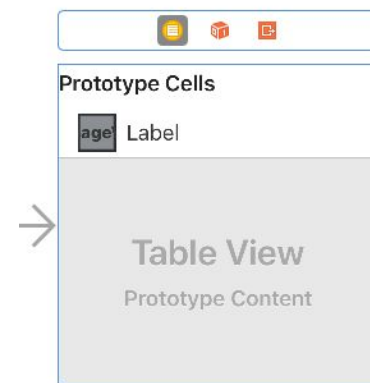 Prototype Cells
age Label
Table View
Prototype Content